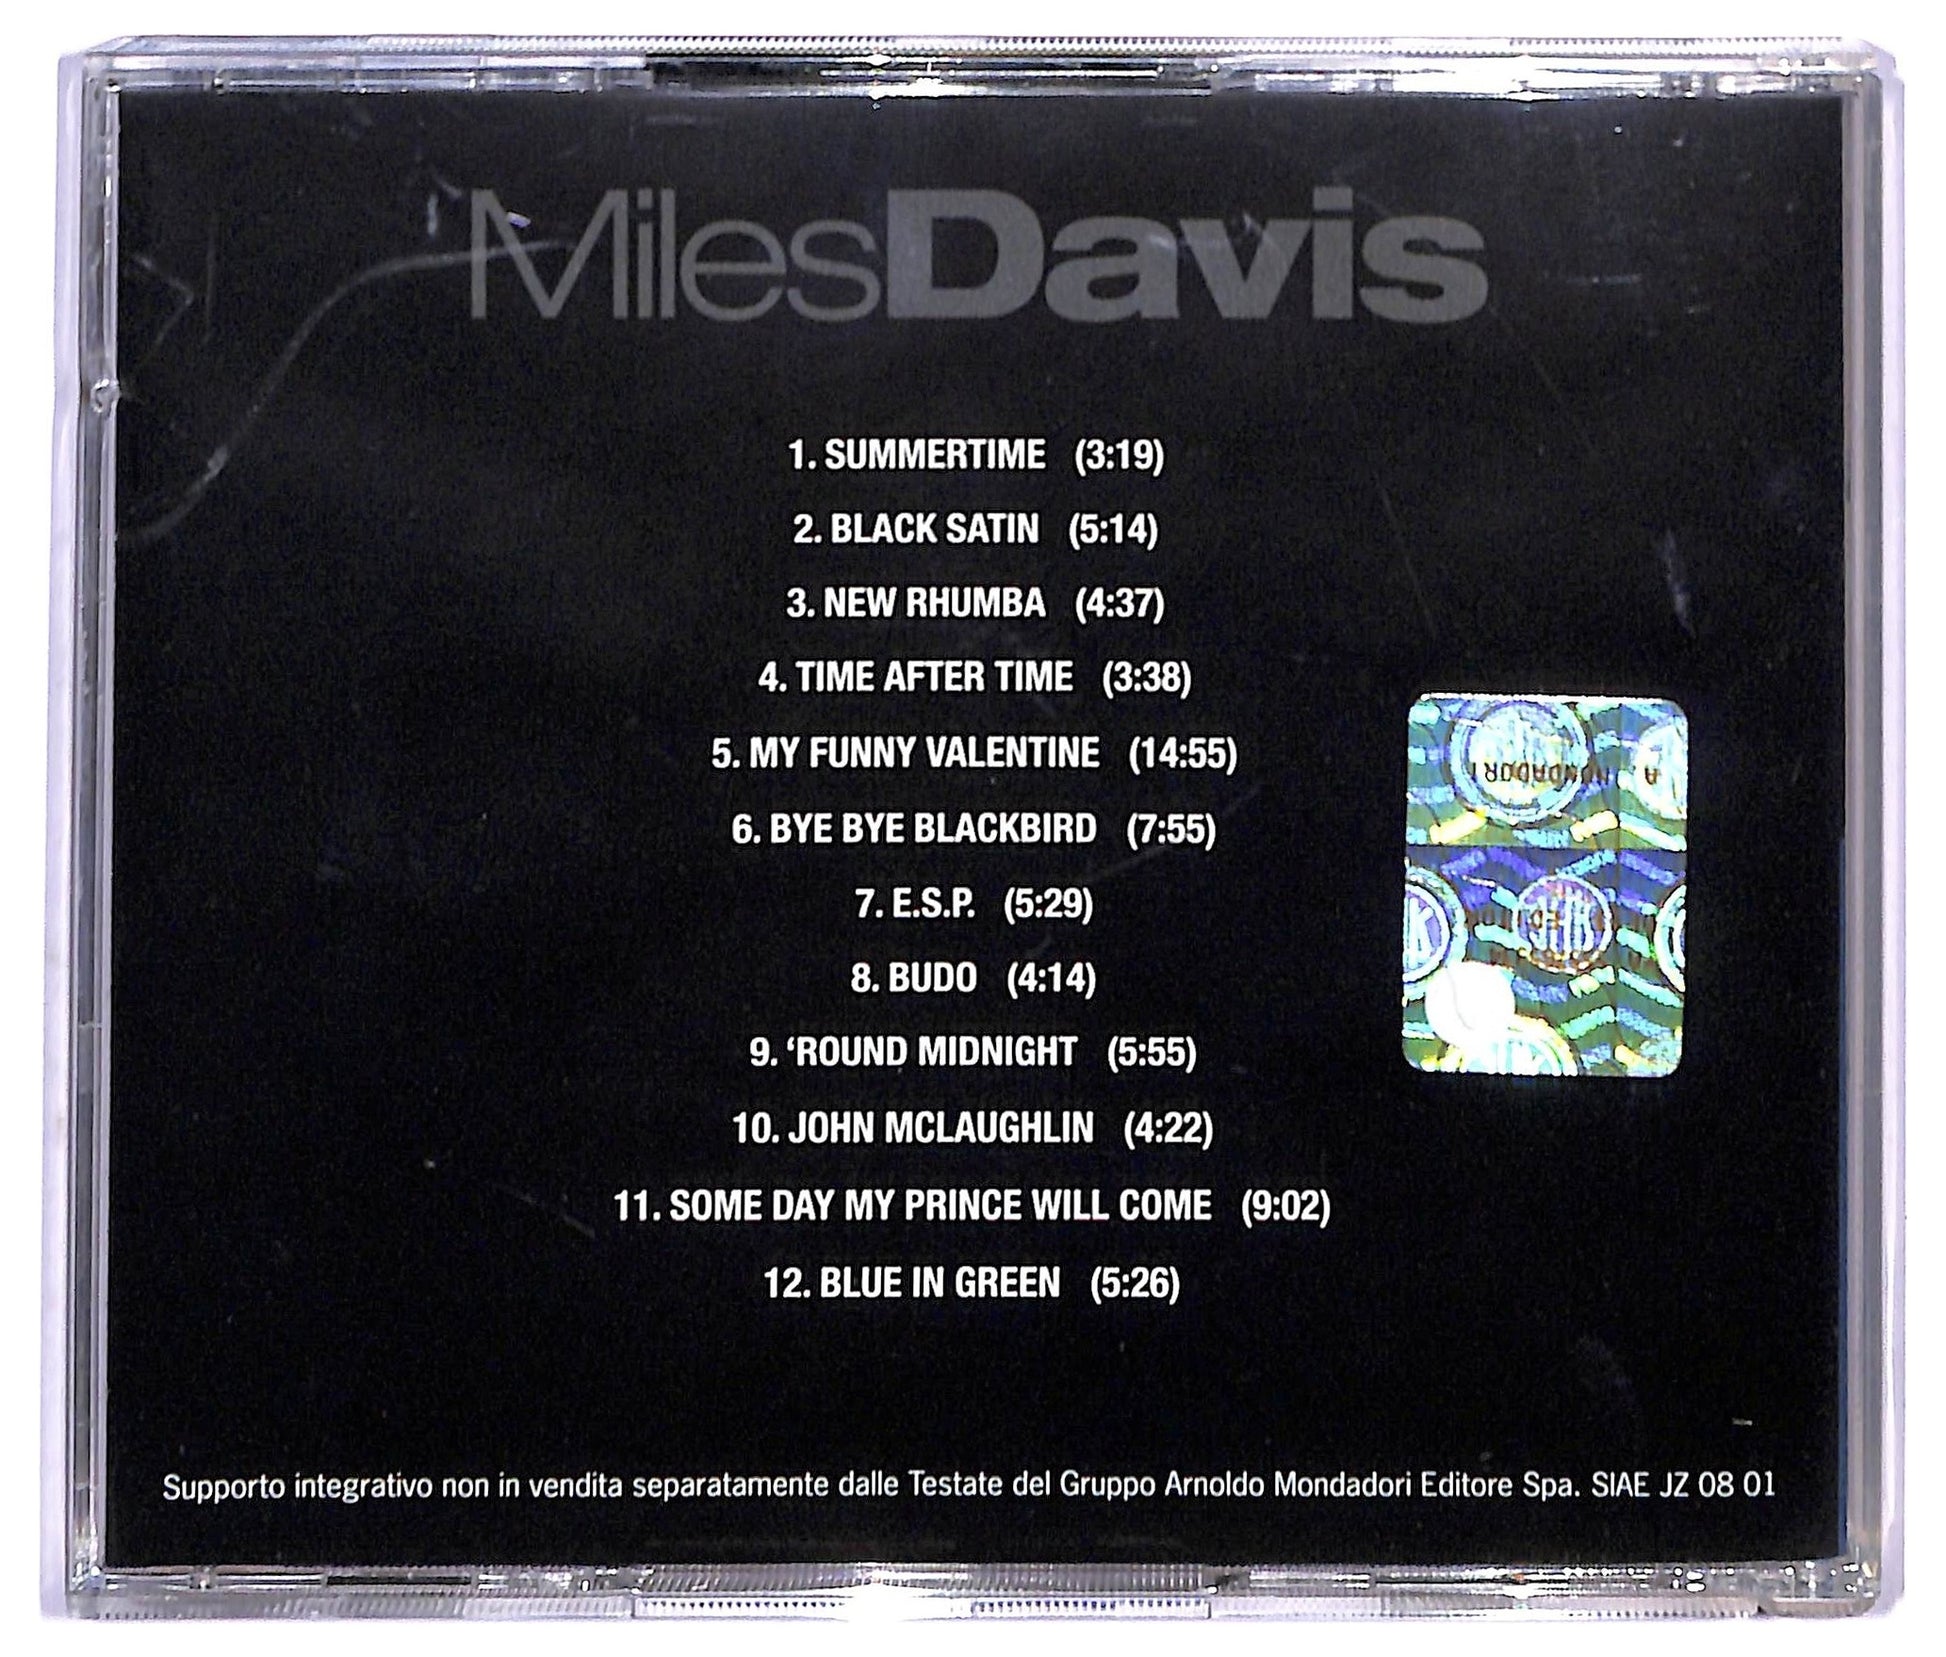 MilesDavis
1. SUMMERTIME (3:19)
2. BLACK SATIN (5:14)
3. NEW RHUMBA (4:37)
4. TIME AFTER TIME (3:38)
5. MY FUNNY VALENTINE (14:55)
6. BYE BYE BLACKBIRD (7:55)
7. E.S.P. (5:29)
8. BUDO (4:14)
9. ‘ROUND MIDNIGHT (5:55)
10. JOHN MCLAUGHLIN (4:22)
11. SOME DAY MY PRINCE WILL COME (9:02)
12. BLUE IN GREEN (5:26)
MONDADORI A
Supporto integrativo non in vendita separatamente dalle Testate del Gruppo Arnoldo Mondadori Editore Spa. SIAE JZ 08 01